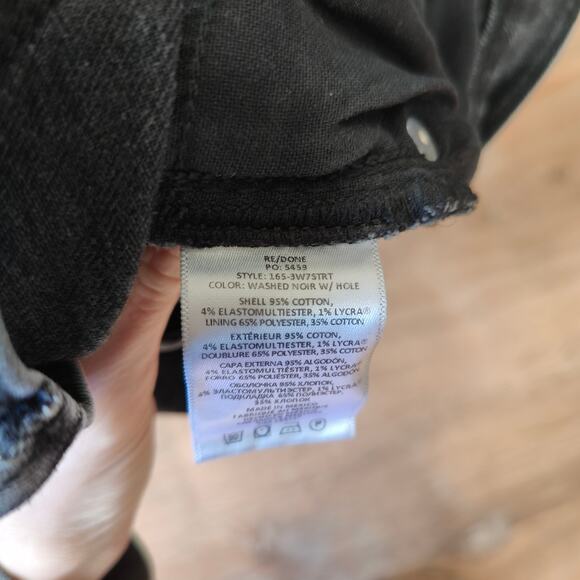 RE/DONE
PO: 5459
STYLE: 165-3W7STRT
COLOR: WASHED NOIR W/ HOLE
SHELL 95% COTTON,
4% ELASTOMULTIESTER, 1% LYCRA®
LINING 65% POLYESTER, 35% COTTON
EXTÉRIEUR 95% COTON,
4% ELASTOMULTIESTER, 1% LYCRA®
DOUBLURE 65% POLYESTER, 35% COTON
CAPA EXTERNA 95% ALGODÓN,
4% ELASTOMULTIESTER, 1% LYCRA®
FORRO 65% POLIESTER, 35% ALGODÓN
ОБОЛОЧКА 95% ХЛОПОК,
4% ЭЛАСТОМУЛЬТИЭСТЕР, 1% LYCRA®
ПОДКЛАДКА 65% ПОЛИЭСТЕР,
35% ХЛОПОК
MADE IN MEXICO